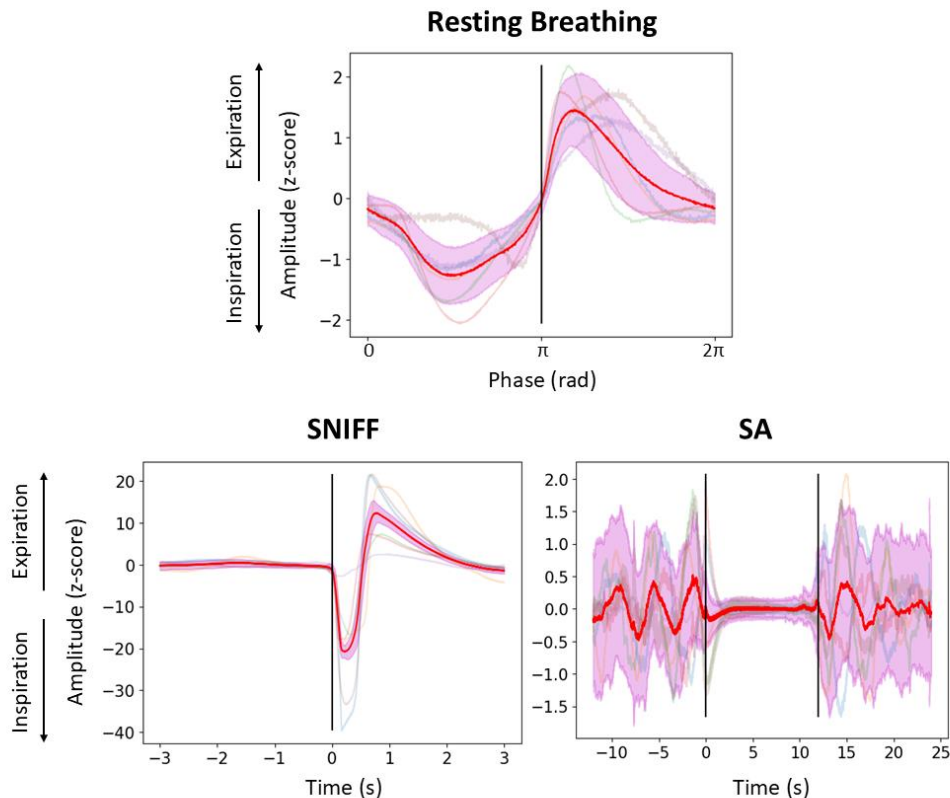 Resting Breathing
Expiration
Inspiration
Amplitude (z-score)
2
1
0
−1
−2
0
π
2π
Phase (rad)
SNIFF
Expiration
Inspiration
Amplitude (z-score)
20
10
0
−10
−20
−30
−40
−3
−2
−1
0
1
2
3
Time (s)
SA
2.0
1.5
1.0
0.5
0.0
−0.5
−1.0
−1.5
−10
−5
0
5
10
15
20
25
Time (s)